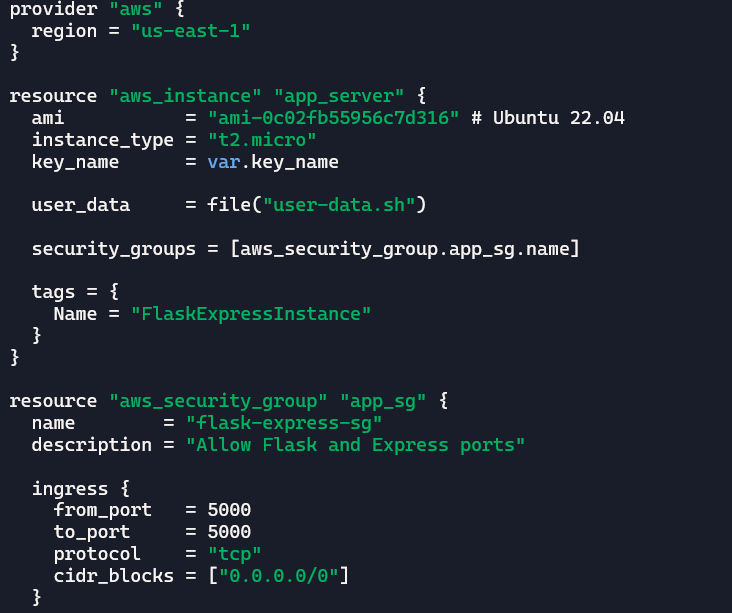 provider "aws" {
  region = "us-east-1"
}

resource "aws_instance" "app_server" {
  ami           = "ami-0c02fb55956c7d316" # Ubuntu 22.04
  instance_type = "t2.micro"
  key_name      = var.key_name

  user_data     = file("user-data.sh")

  security_groups = [aws_security_group.app_sg.name]

  tags = {
    Name = "FlaskExpressInstance"
  }
}

resource "aws_security_group" "app_sg" {
  name        = "flask-express-sg"
  description = "Allow Flask and Express ports"

  ingress {
    from_port   = 5000
    to_port     = 5000
    protocol    = "tcp"
    cidr_blocks = ["0.0.0.0/0"]
  }